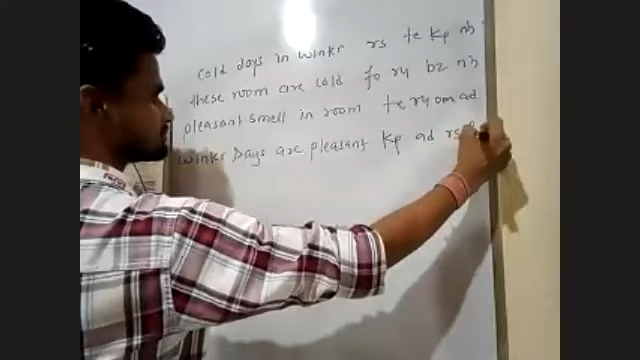 cold days in winkr rs te kp nb
these room are cold fo ry bz nb
pleasant smell in room te ry om ad
winkr Days are pleasant kp ad rs